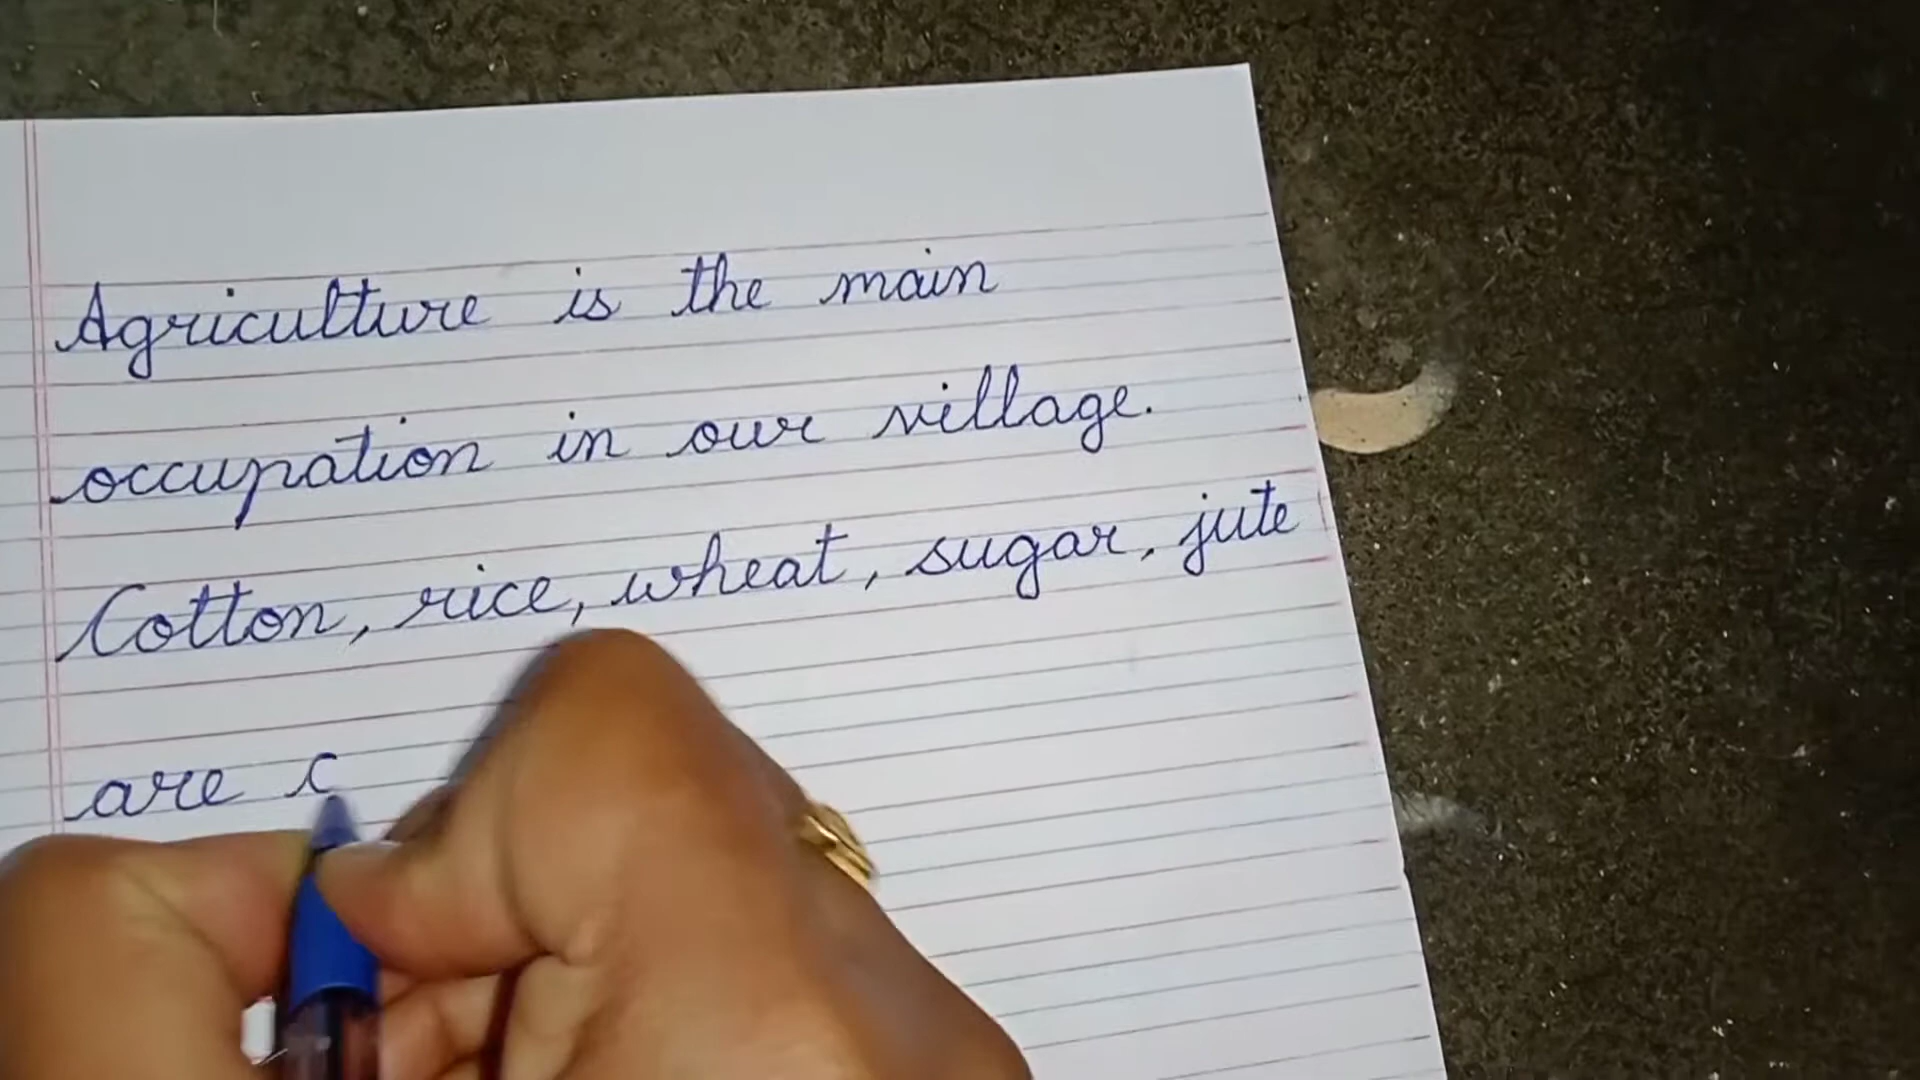 Agriculture is the main
occupation in our village.
Cotton, rice, wheat, sugar, jute
are c